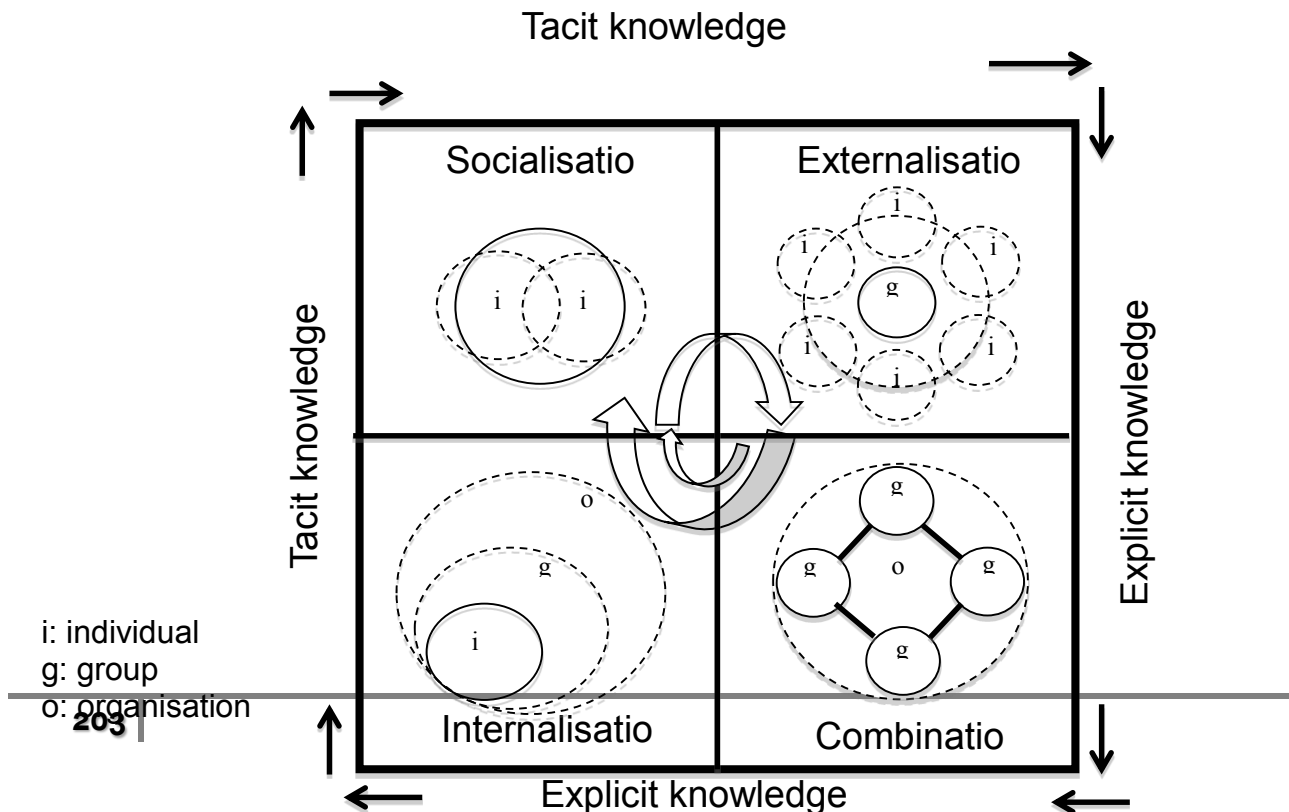 Tacit knowledge
Socialisatio
Externalisatio
i
i
i
i
i
g
i
i
i
i
Tacit knowledge
Explicit knowledge
o
g
i
g
g
o
g
g
i: individual
g: group
o: organisation
203
Internalisatio
Combinatio
Explicit knowledge